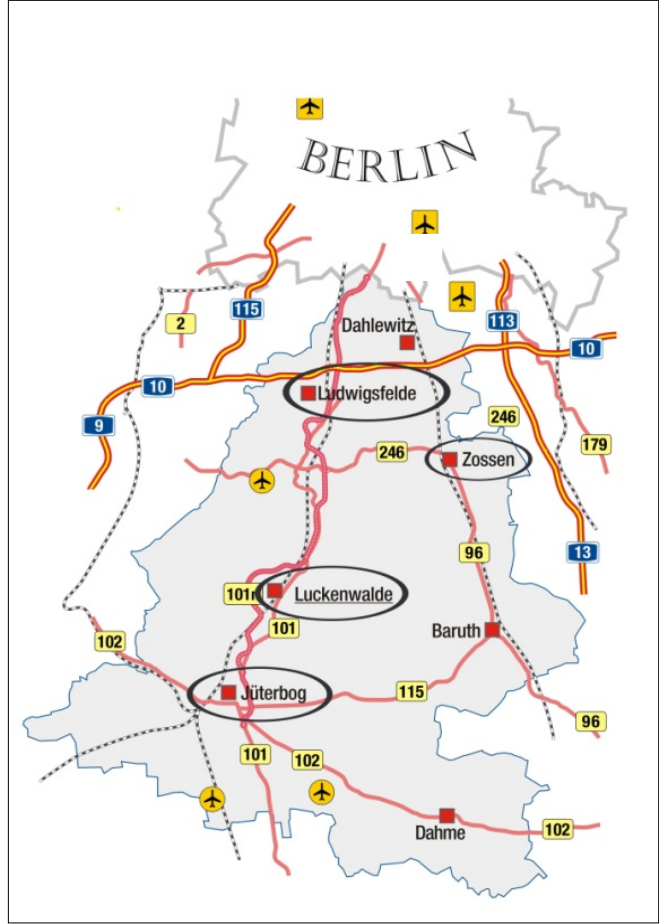 BERLIN
115
2
113
Dahlewitz
10
10
Ludwigsfelde
9
246
179
246
Zossen
96
13
101n
Luckenwalde
101
Baruth
102
Jüterbog
115
96
101
102
Dahme
102